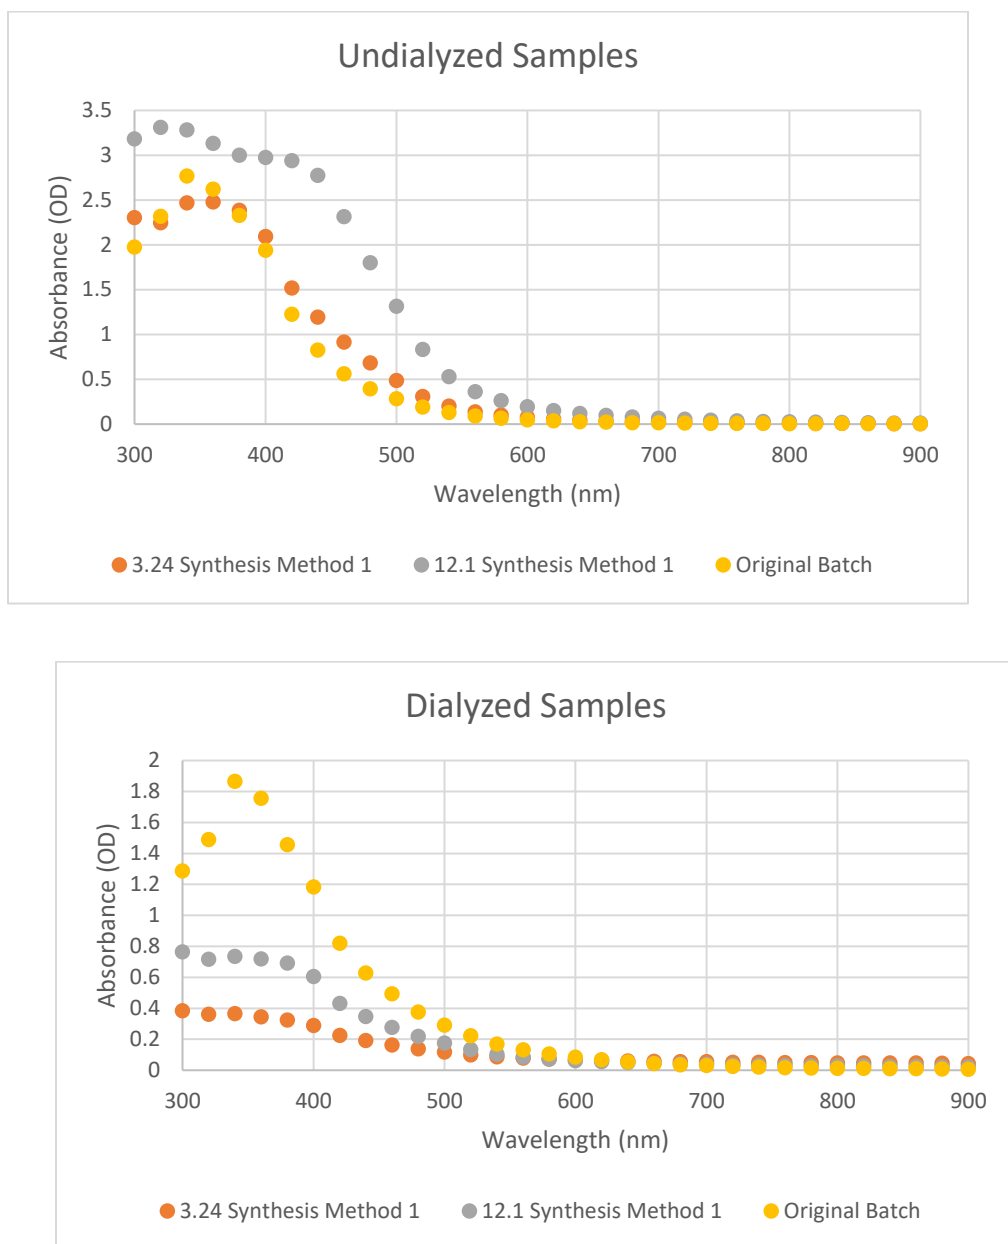 Undialyzed Samples
3.5
3
2.5
2
1.5
1
0.5
0
Absorbance (OD)
300 400 500 600 700 800 900
Wavelength (nm)
3.24 Synthesis Method 1 12.1 Synthesis Method 1 Original Batch
Dialyzed Samples
2
1.8
1.6
1.4
1.2
1
0.8
0.6
0.4
0.2
0
Absorbance (OD)
300 400 500 600 700 800 900
Wavelength (nm)
3.24 Synthesis Method 1 12.1 Synthesis Method 1 Original Batch